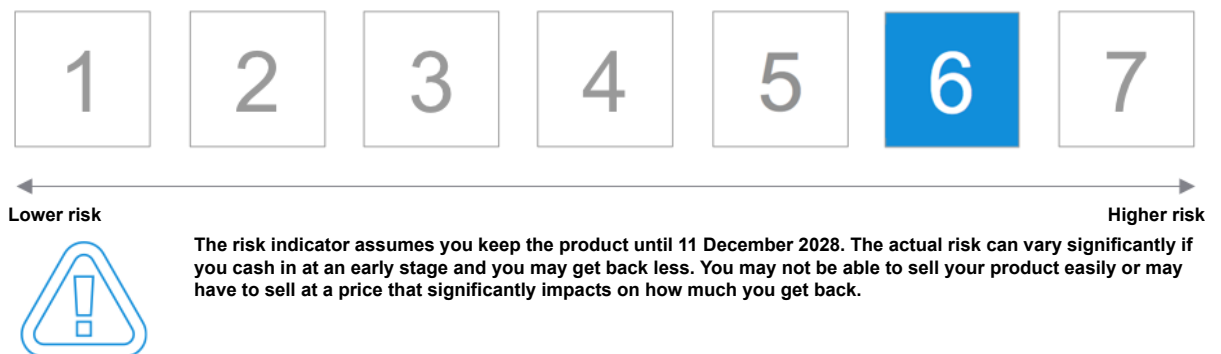 1 2 3 4 5 6 7
Lower risk Higher risk
The risk indicator assumes you keep the product until 11 December 2028. The actual risk can vary significantly if
you cash in at an early stage and you may get back less. You may not be able to sell your product easily or may
have to sell at a price that significantly impacts on how much you get back.